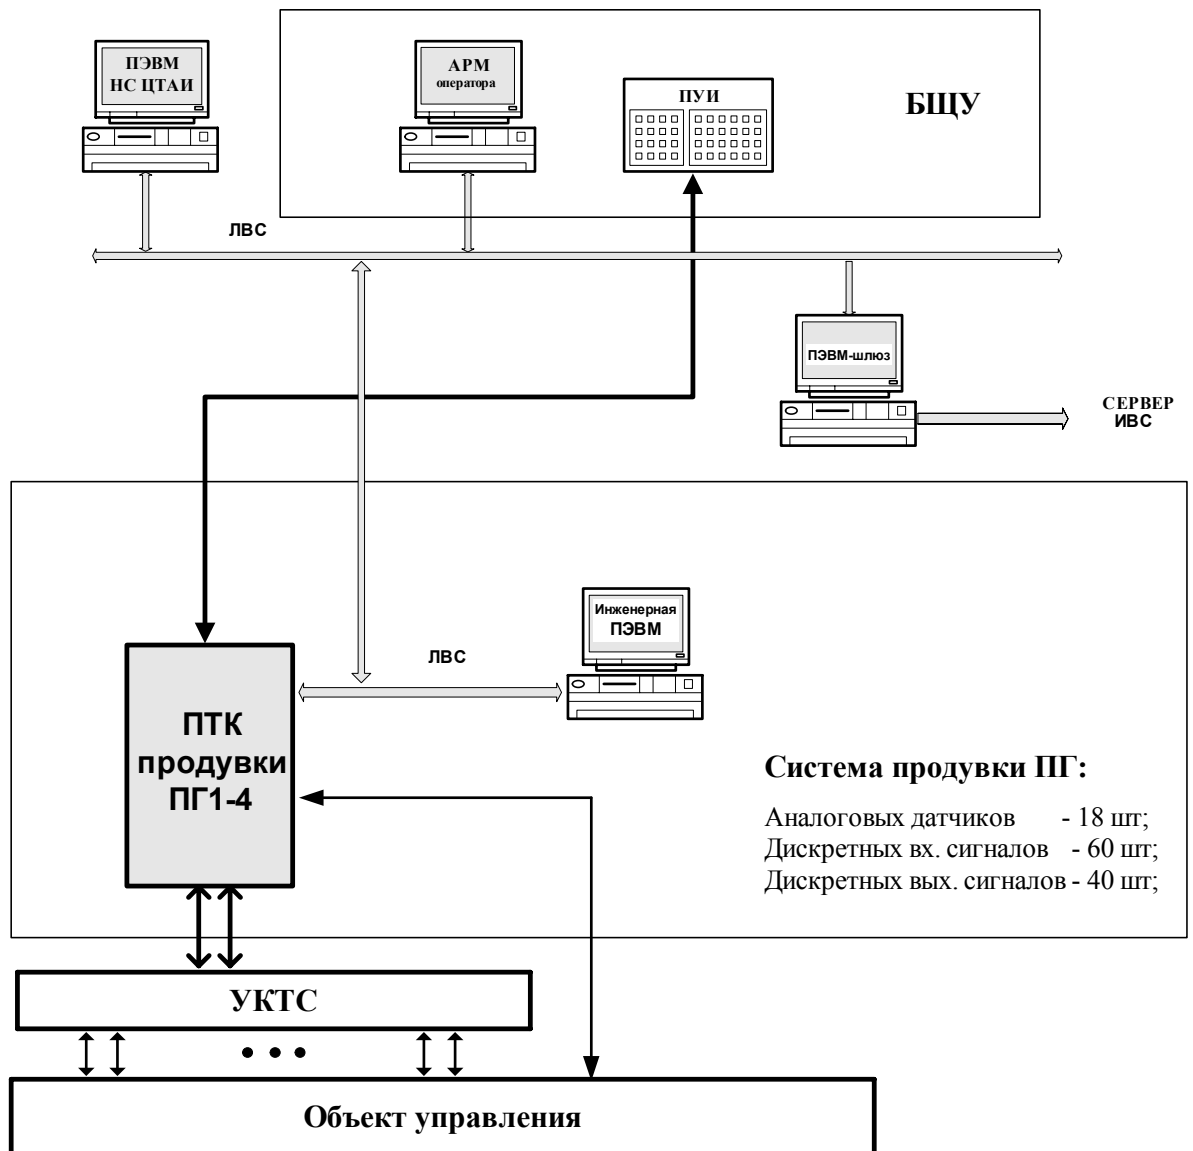 ПЭВМ
НС ЦТАИ
АРМ
оператора
ПУИ
БЩУ
ЛВС
ПЭВМ-шлюз
СЕРВЕР
ИВС
Инженерная
ПЭВМ
ЛВС
ПТК
продувки
ПГ1-4
Система продувки ПГ:
Аналоговых датчиков - 18 шт;
Дискретных вх. сигналов - 60 шт;
Дискретных вых. сигналов - 40 шт;
УКТС
Объект управления